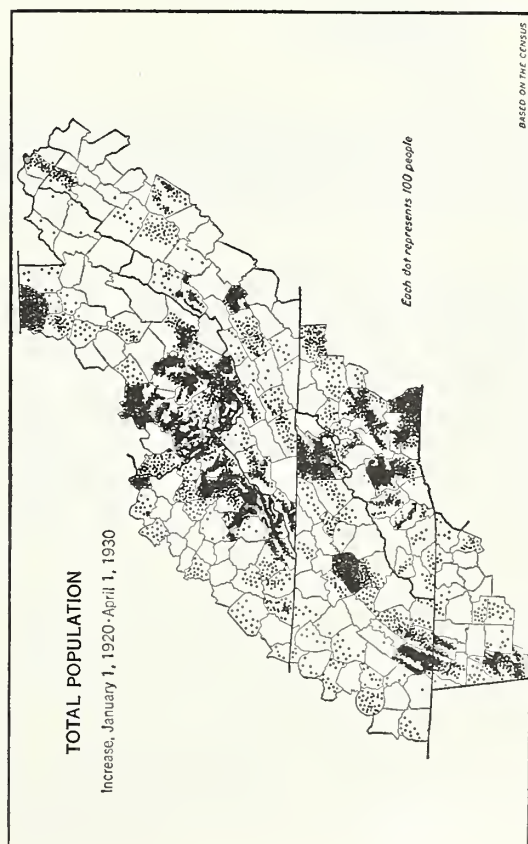 TOTAL POPULATION
Increase, January 1, 1920-April 1, 1930
Each dot represents 100 people
BASED ON THE CENSUS